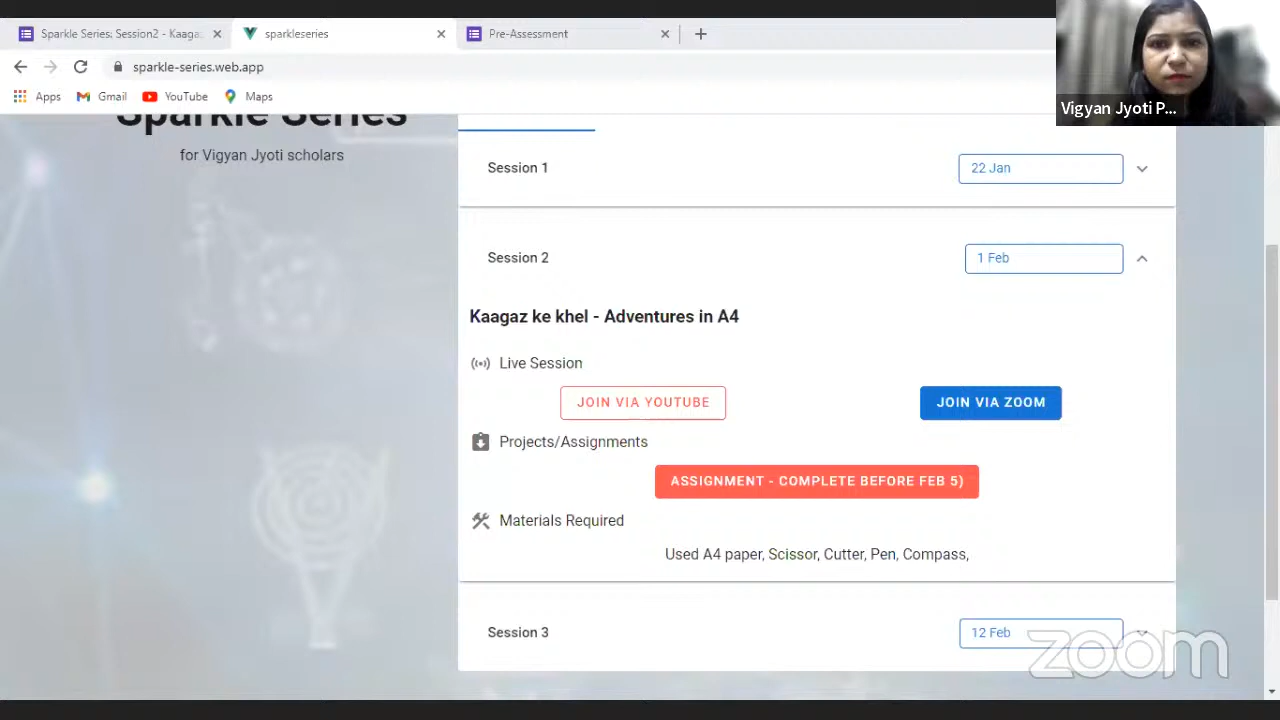 Sparkle Series; Session2 - Kaaga
sparkleseries
Pre-Assessment
sparkle-series.web.app
Apps
Gmail
YouTube
Maps
Vigyan Jyoti P...
Sparkle Series
for Vigyan Jyoti scholars
Session 1
22 Jan
Session 2
1 Feb
Kaagaz ke khel - Adventures in A4
Live Session
JOIN VIA YOUTUBE
JOIN VIA ZOOM
Projects/Assignments
ASSIGNMENT - COMPLETE BEFORE FEB 5)
Materials Required
Used A4 paper, Scissor, Cutter, Pen, Compass,
Session 3
12 Feb
zoom